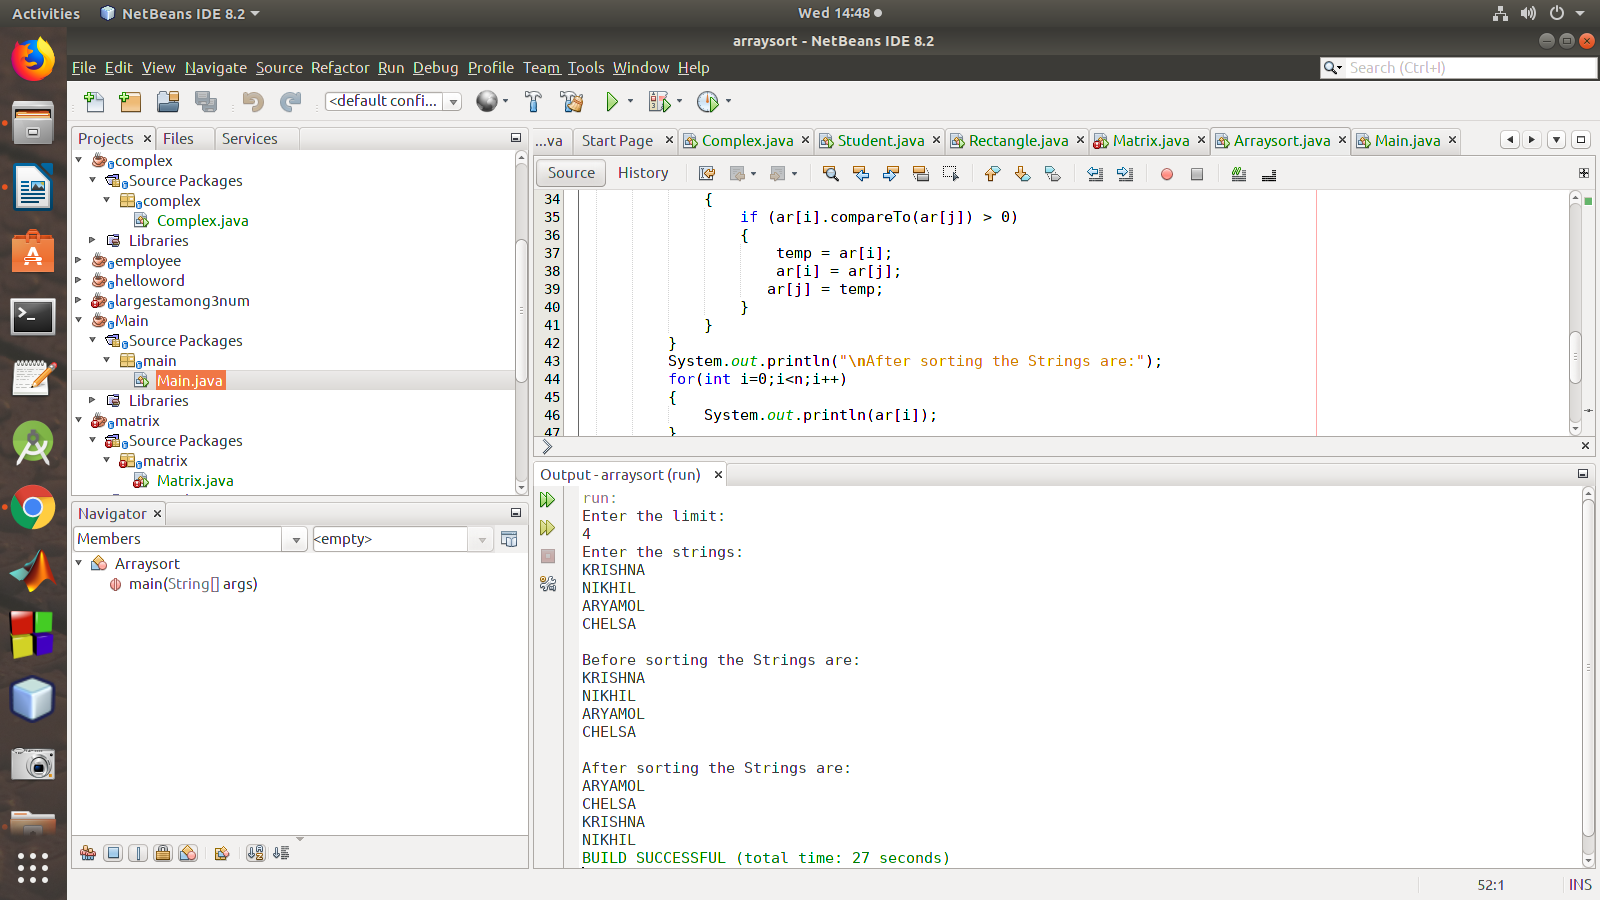 Activities NetBeans IDE 8.2 Wed 14:48
arraysort - NetBeans IDE 8.2
File Edit View Navigate Source Refactor Run Debug Profile Team Tools Window Help Search (Ctrl+I)
<default confi...
Projects Files Services
complex
Source Packages
complex
Complex.java
Libraries
employee
helloword
largestamong3num
Main
Source Packages
main
Main.java
Libraries
matrix
Source Packages
matrix
Matrix.java
Navigator
Members <empty>
Arraysort
main(String[] args)
...va Start Page Complex.java Student.java Rectangle.java Matrix.java Arraysort.java Main.java
Source History
34 {
35 if (ar[i].compareTo(ar[j]) > 0)
36 {
37 temp = ar[i];
38 ar[i] = ar[j];
39 ar[j] = temp;
40 }
41 }
42 }
43 System.out.println("\nAfter sorting the Strings are:");
44 for(int i=0;i<n;i++)
45 {
46 System.out.println(ar[i]);
47 }
Output - arraysort (run)
run:
Enter the limit:
4
Enter the strings:
KRISHNA
NIKHIL
ARYAMOL
CHELSA
Before sorting the Strings are:
KRISHNA
NIKHIL
ARYAMOL
CHELSA
After sorting the Strings are:
ARYAMOL
CHELSA
KRISHNA
NIKHIL
BUILD SUCCESSFUL (total time: 27 seconds)
52:1 INS